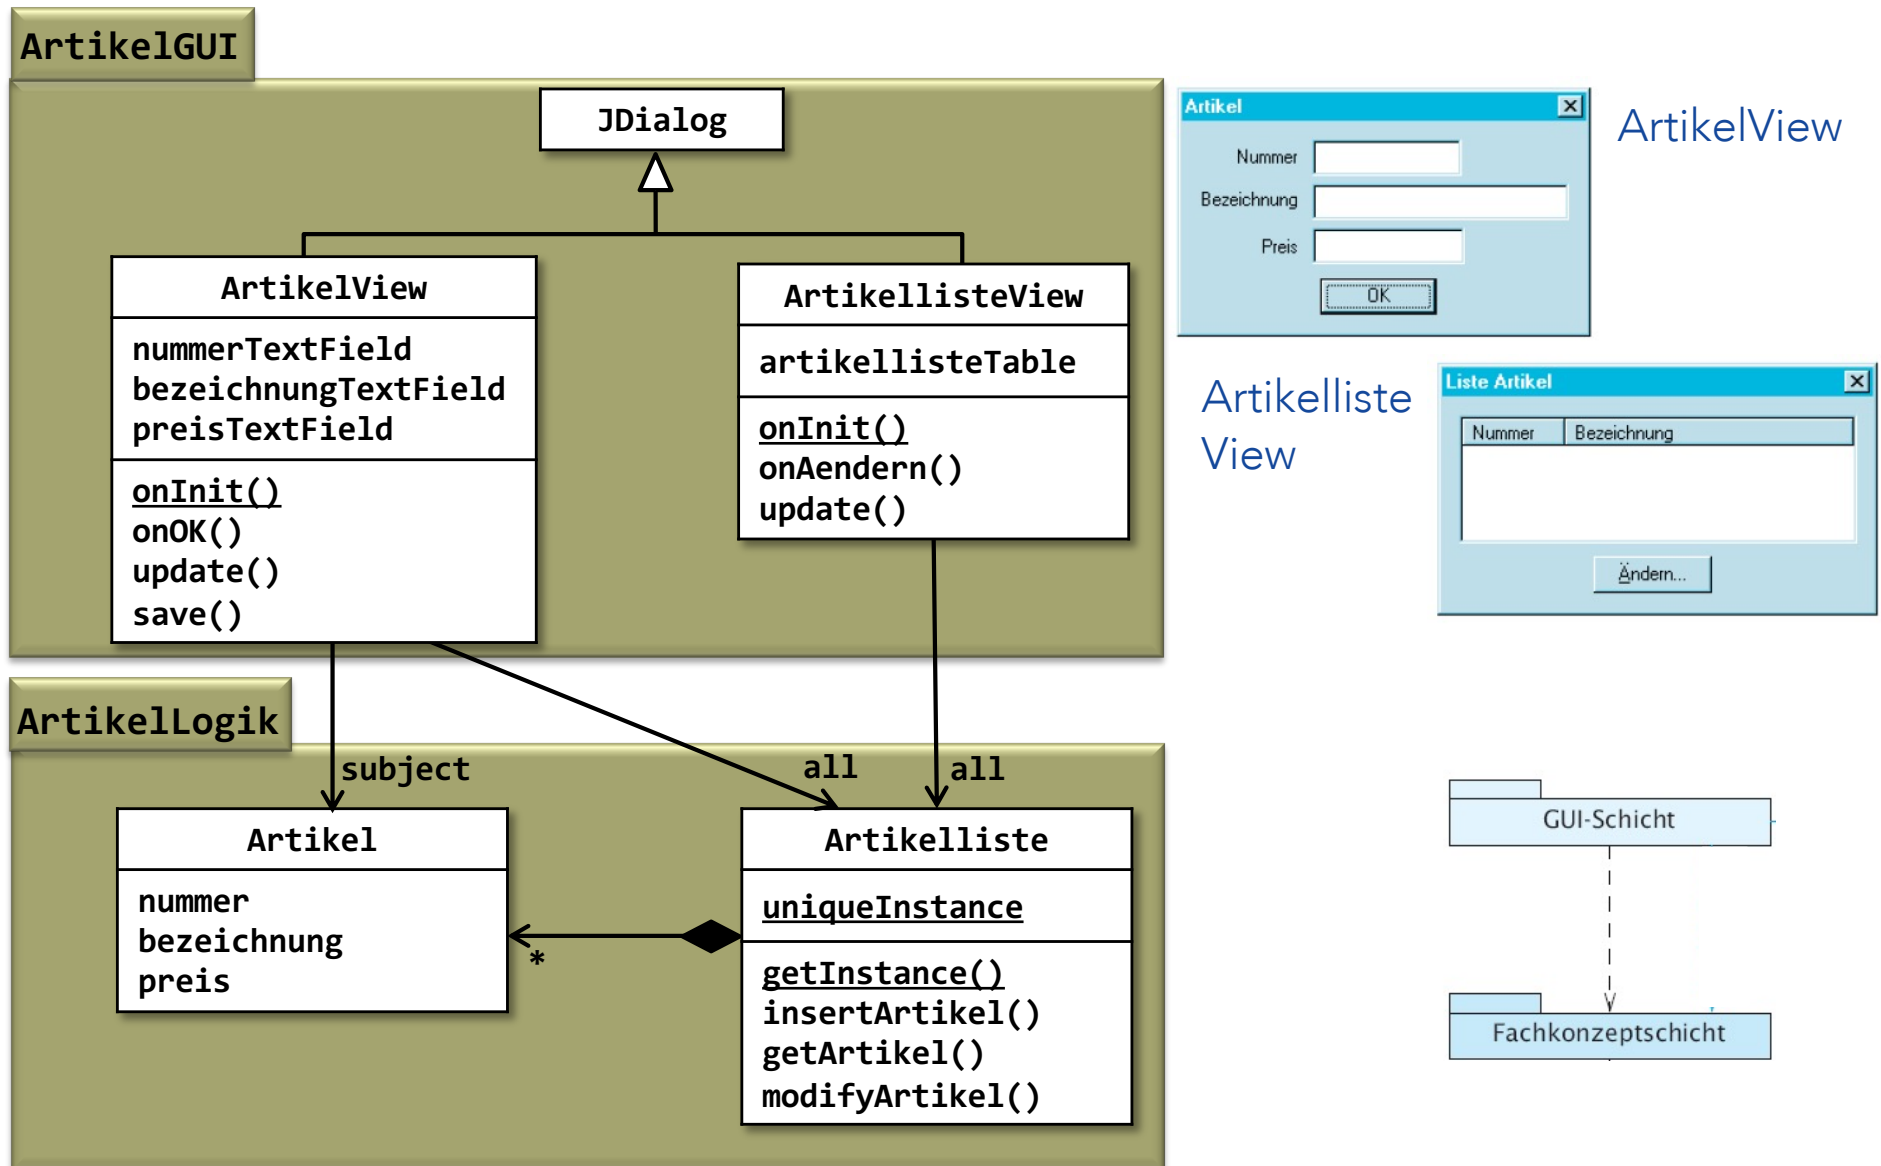 ArtikelGUI
JDialog
ArtikelView
nummerTextField
bezeichnungTextField
preisTextField
onInit()
onOK()
update()
save()
ArtikellisteView
artikellisteTable
onInit()
onAendern()
update()
ArtikelLogik
subject
all
all
Artikel
nummer
bezeichnung
preis
*
Artikelliste
uniqueInstance
getInstance()
insertArtikel()
getArtikel()
modifyArtikel()
Artikel
Nummer
Bezeichnung
Preis
OK
ArtikelView
Artikelliste
View
Liste Artikel
Nummer Bezeichnung
Ändern...
GUI-Schicht
Fachkonzeptschicht